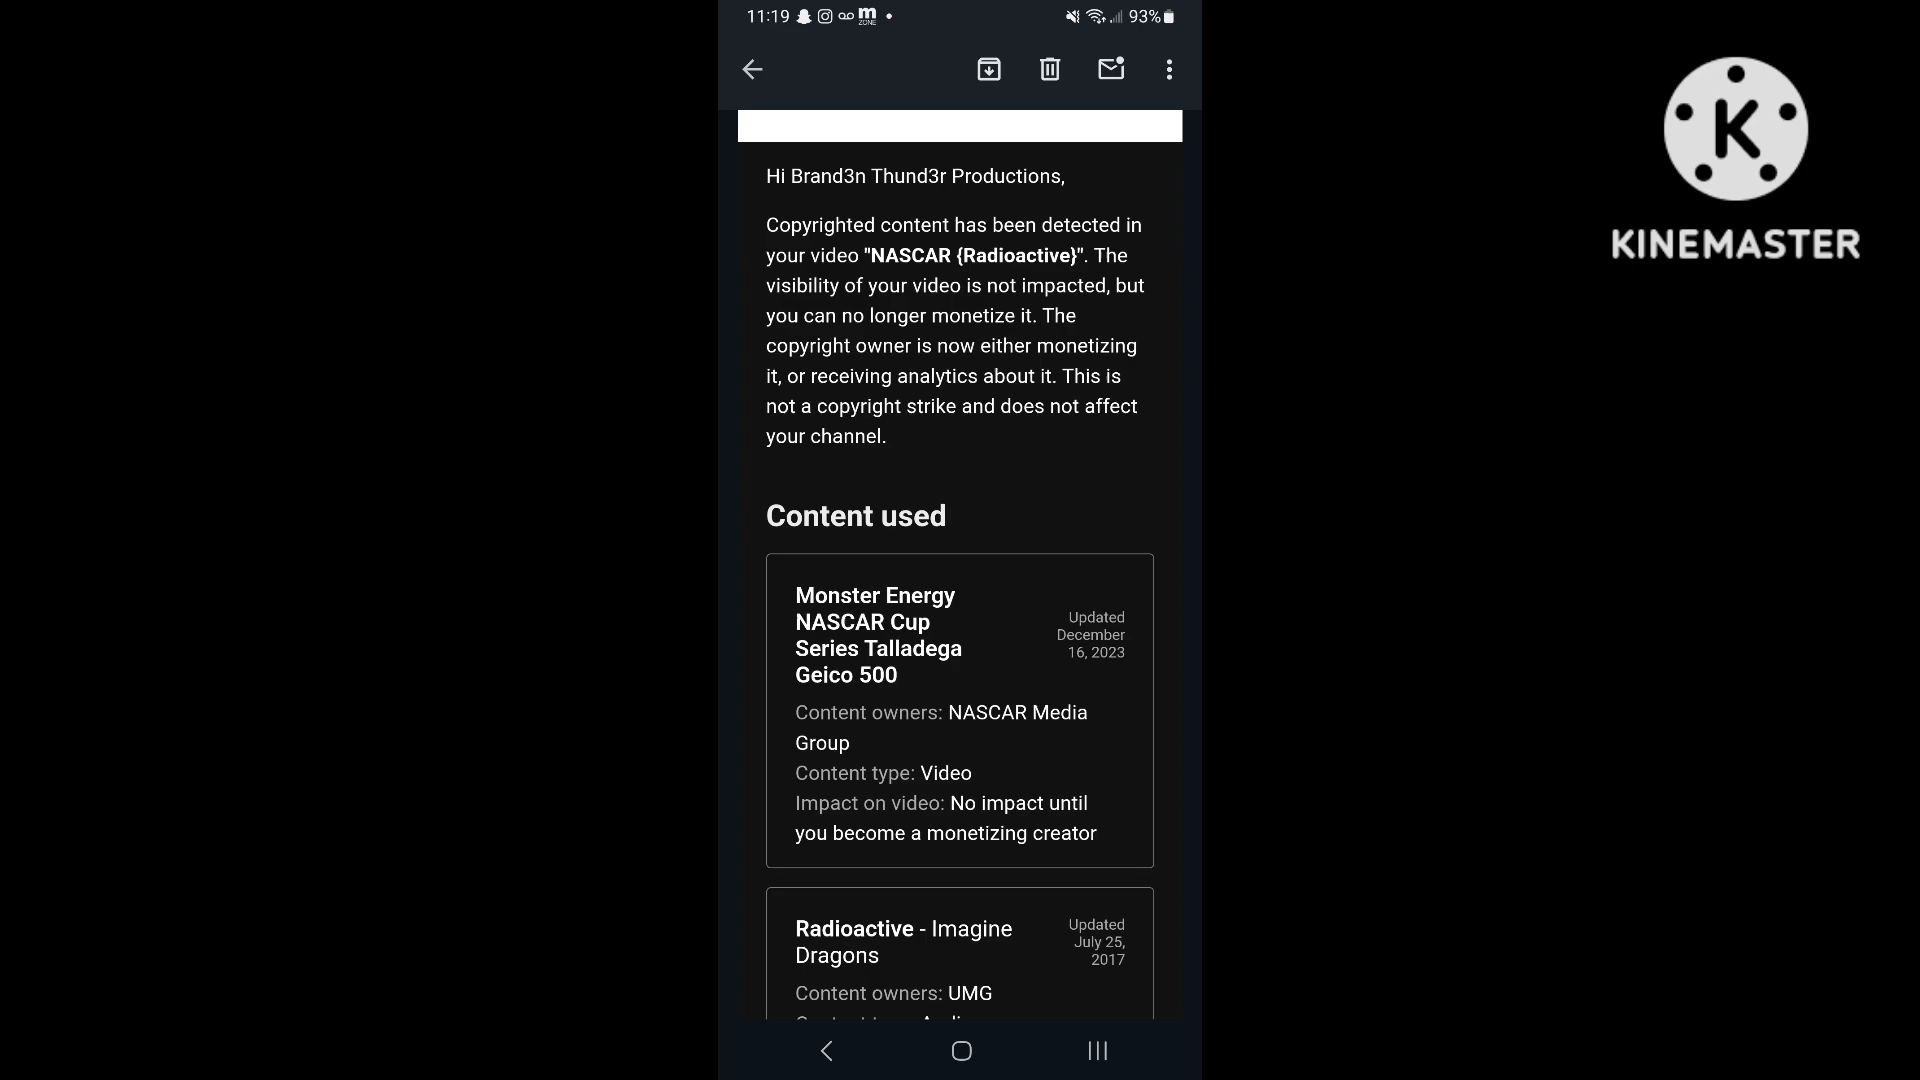 11:19 m ZONE 93%
Hi Brand3n Thund3r Productions,
Copyrighted content has been detected in
your video "NASCAR {Radioactive}". The
visibility of your video is not impacted, but
you can no longer monetize it. The
copyright owner is now either monetizing
it, or receiving analytics about it. This is
not a copyright strike and does not affect
your channel.
Content used
Monster Energy
NASCAR Cup
Series Talladega
Geico 500
Updated
December
16, 2023
Content owners: NASCAR Media
Group
Content type: Video
Impact on video: No impact until
you become a monetizing creator
Radioactive - Imagine
Dragons
Updated
July 25,
2017
Content owners: UMG
K
KINEMASTER